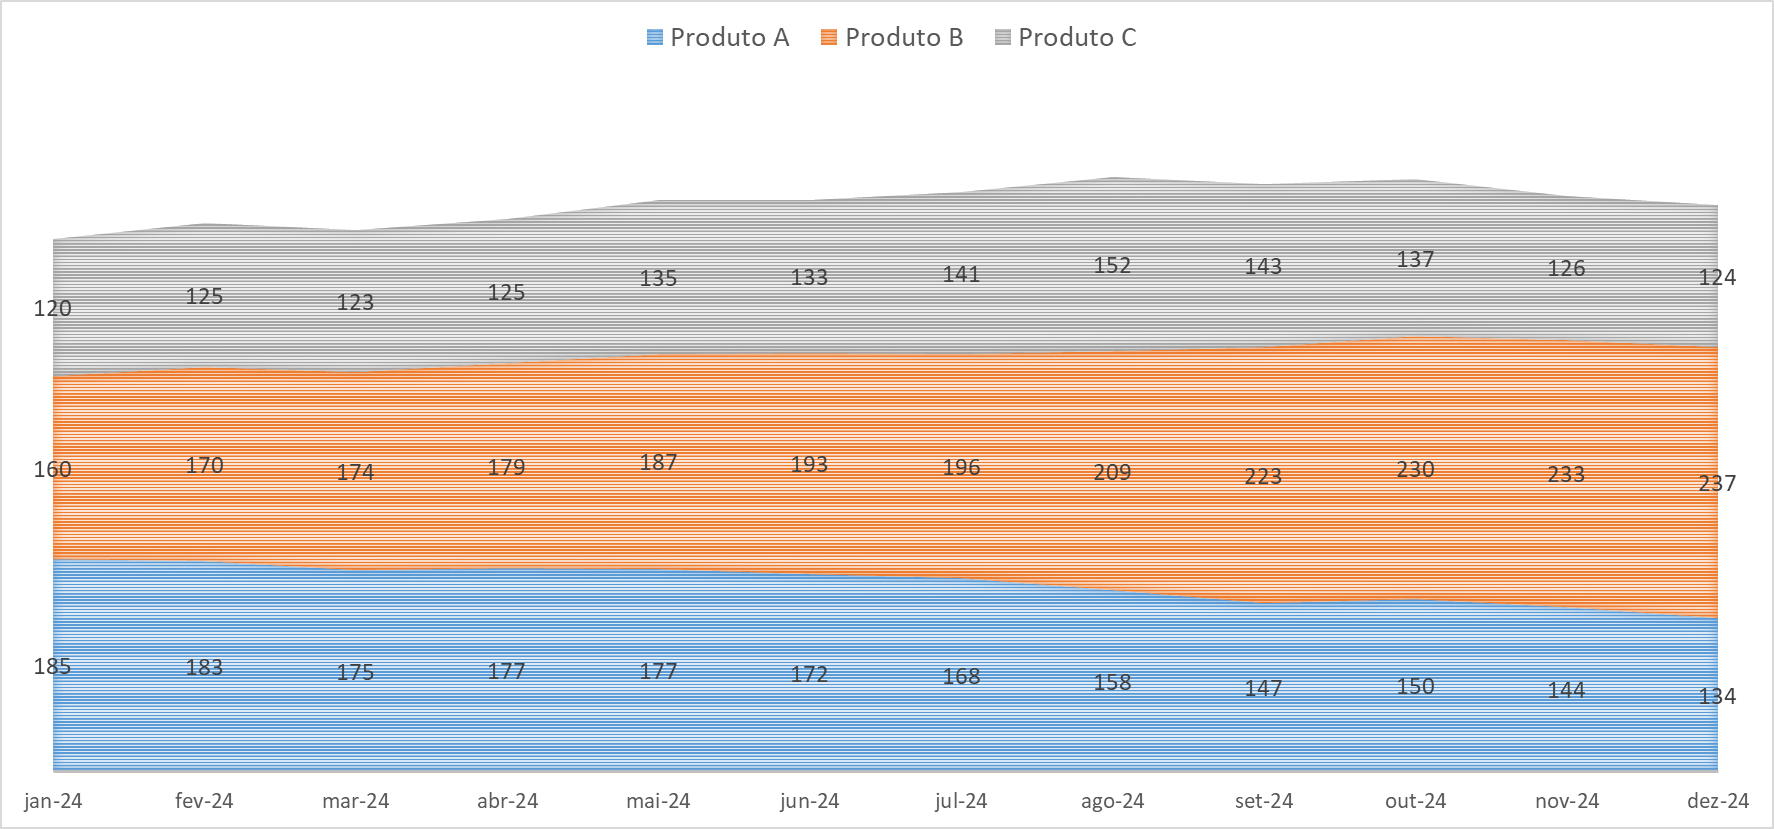 Produto A Produto B Produto C
120 125 123 125 135 133 141 152 143 137 126 124
160 170 174 179 187 193 196 209 223 230 233 237
185 183 175 177 177 172 168 158 147 150 144 134
jan-24 fev-24 mar-24 abr-24 mai-24 jun-24 jul-24 ago-24 set-24 out-24 nov-24 dez-24